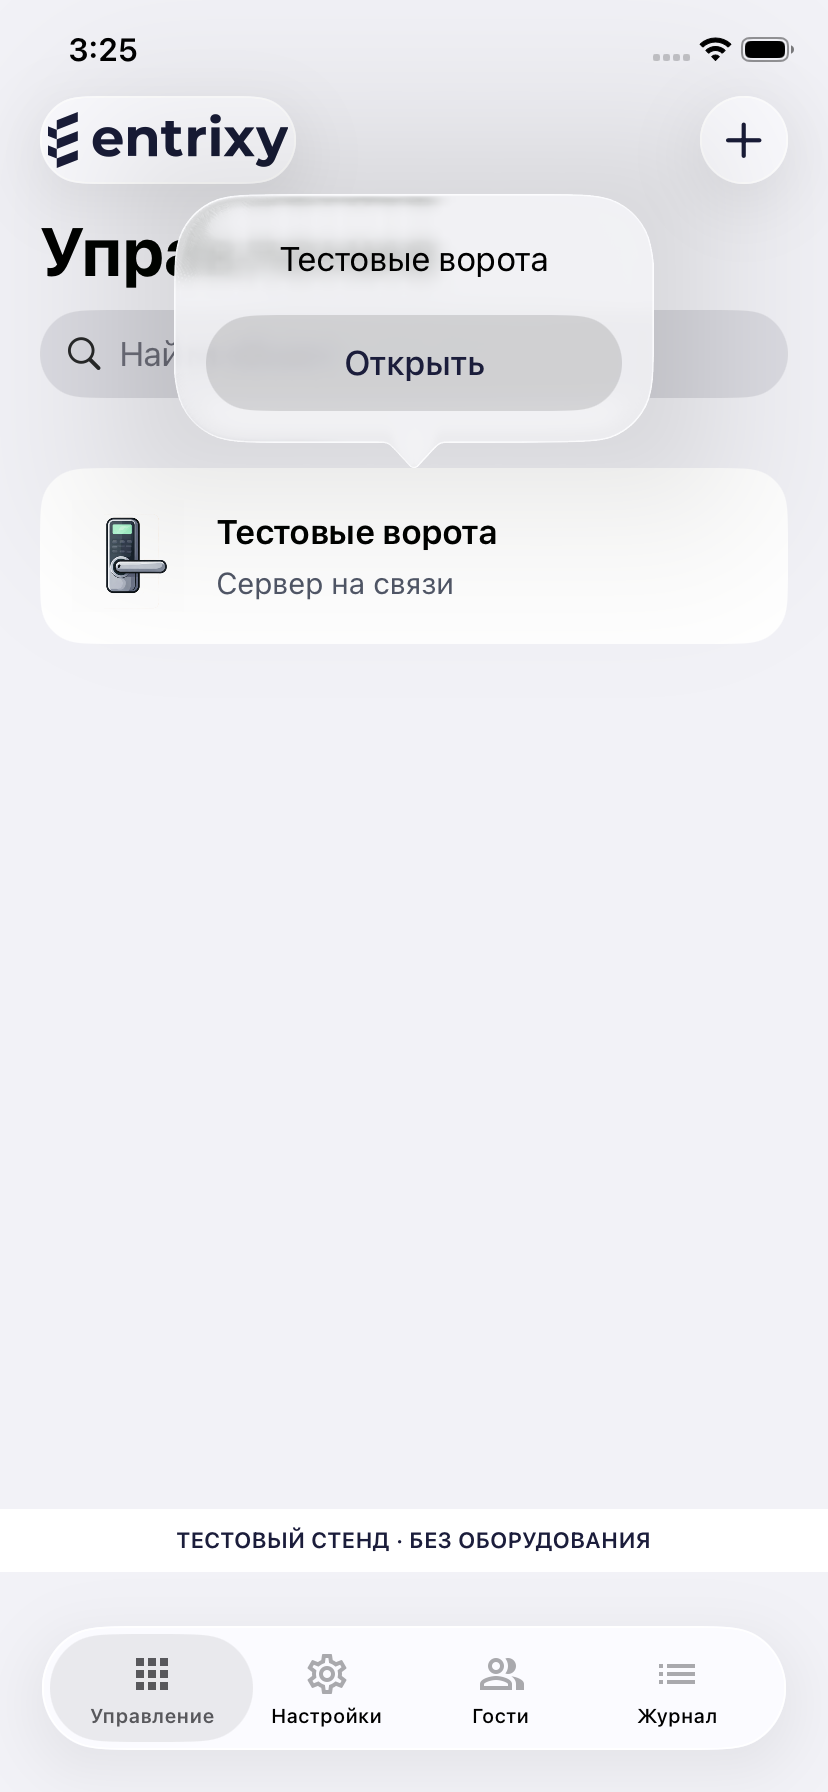 3:25
entrixy
Тестовые ворота
Открыть
Тестовые ворота
Сервер на связи
ТЕСТОВЫЙ СТЕНД · БЕЗ ОБОРУДОВАНИЯ
Управление
Настройки
Гости
Журнал